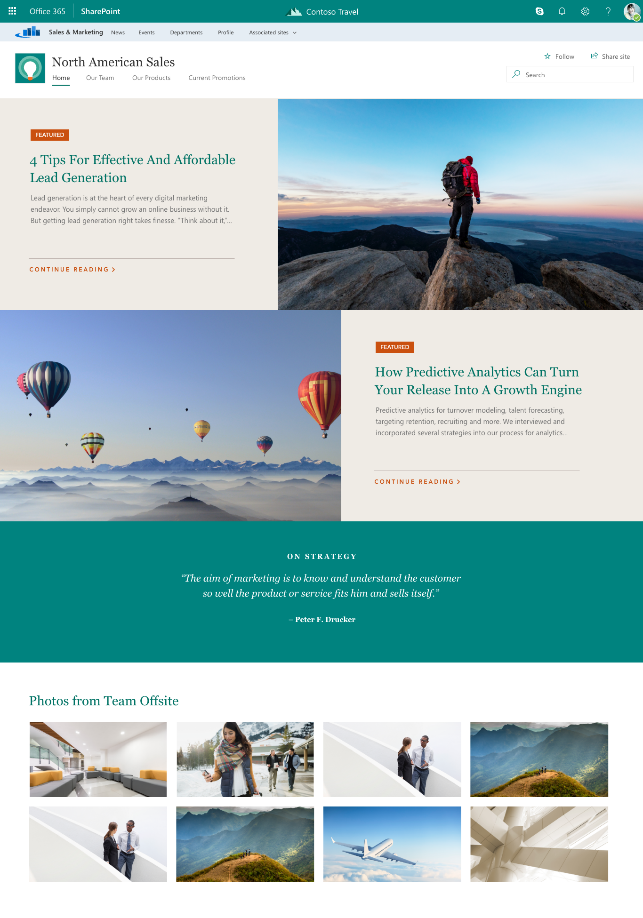 Office 365 SharePoint Contoso Travel ?
Sales & Marketing News Events Departments Profile Associated sites
North American Sales
Follow Share site
Home Our Team Our Products Current Promotions
Search
FEATURED
4 Tips For Effective And Affordable
Lead Generation
Lead generation is at the heart of every digital marketing
endeavor. You simply cannot grow an online business without it.
But getting lead generation right takes finesse. “Think about it,”...
CONTINUE READING >
FEATURED
How Predictive Analytics Can Turn
Your Release Into A Growth Engine
Predictive analytics for turnover modeling, talent forecasting,
targeting retention, recruiting and more. We interviewed and
incorporated several strategies into our process for analytics .
CONTINUE READING >
ON STRATEGY
“The aim of marketing is to know and understand the customer
so well the product or service fits him and sells itself.”
– Peter F. Drucker
Photos from Team Offsite